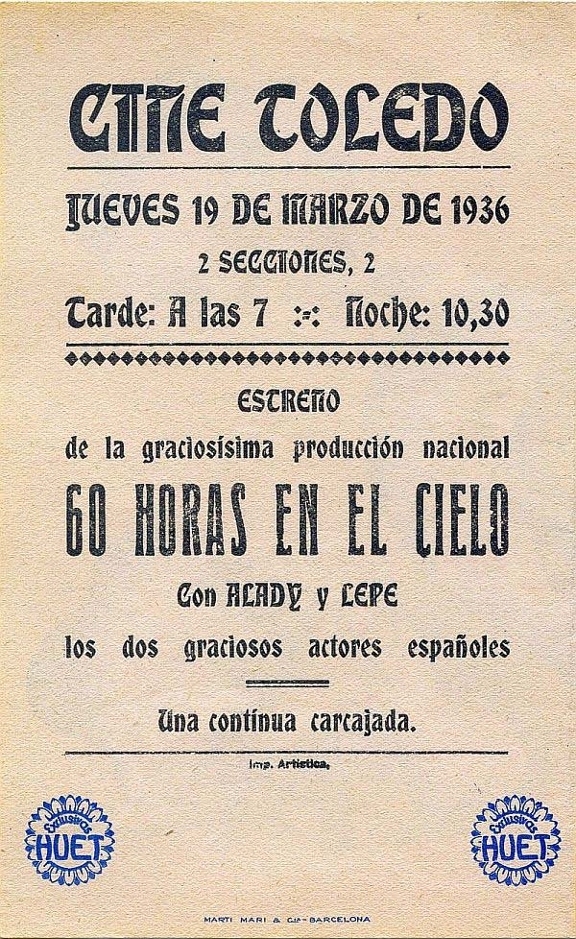 CINE TOLEDO
JUEVES 19 DE MARZO DE 1936
2 SECCIONES, 2
Tarde: A las 7 Noche: 10,30
ESTRENO
de la graciosísima producción nacional
60 HORAS EN EL CIELO
Con ALADY y LEPE
los dos graciosos actores españoles
Una contínua carcajada.
Imp. Artística.
Exclusivas
HUET
Exclusivas
HUET
MARTI MARI & Cía - BARCELONA